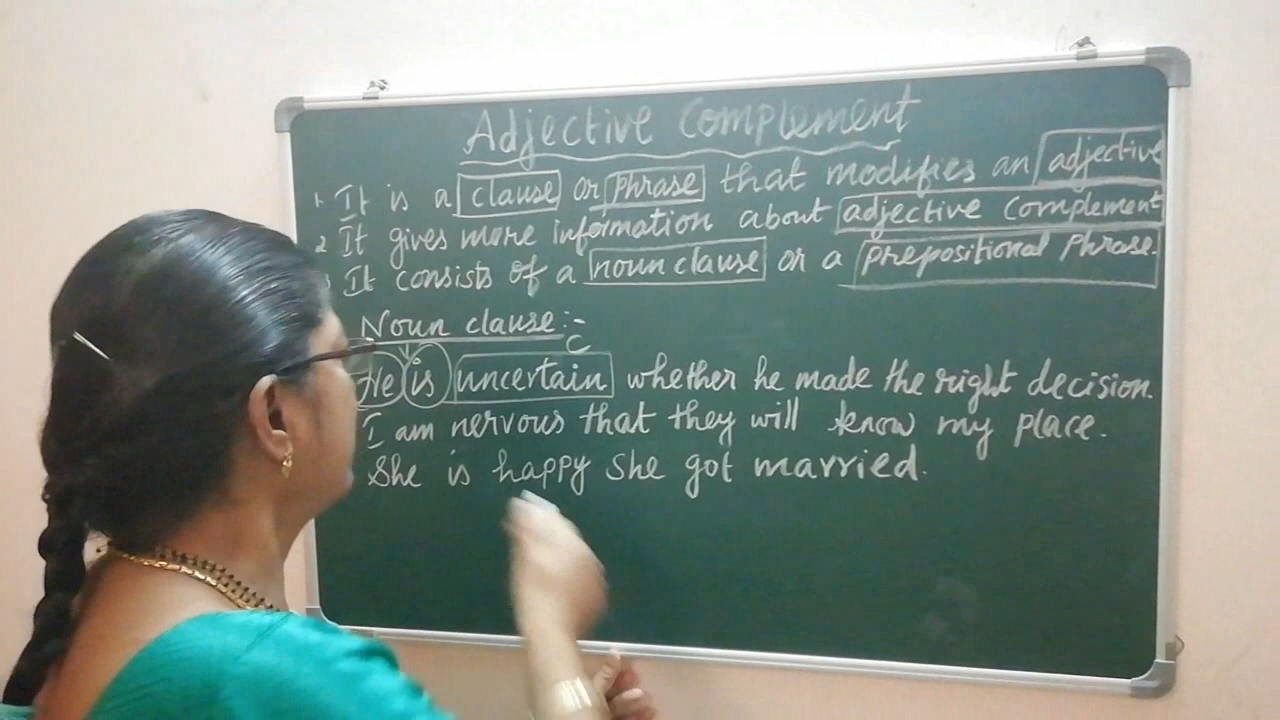 Adjective Complement
1 It is a clause or phrase that modifies an adjective
2 It gives more information about adjective complement
3 It consists of a noun clause or a prepositional phrase.
Noun clause :-
V C
He is uncertain whether he made the right decision.
I am nervous that they will know my place.
She is happy she got married.